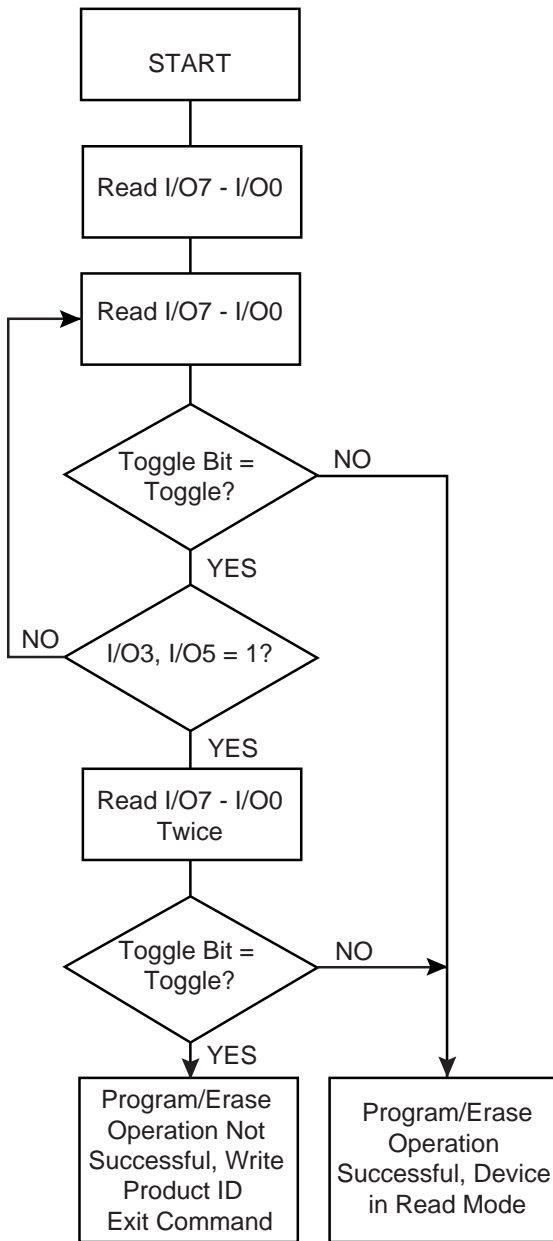 START
Read I/O7 - I/O0
Read I/O7 - I/O0
Toggle Bit =
Toggle?
NO
YES
NO
I/O3, I/O5 = 1?
YES
Read I/O7 - I/O0
Twice
Toggle Bit =
Toggle?
NO
YES
Program/Erase
Operation Not
Successful, Write
Product ID
Exit Command
Program/Erase
Operation
Successful, Device
in Read Mode